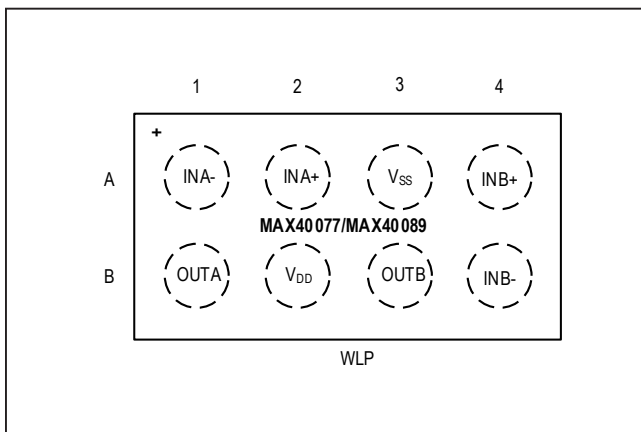 1 2 3 4
+
A INA- INA+ VSS INB+
MAX40077/MAX40089
B OUTA VDD OUTB INB-
WLP